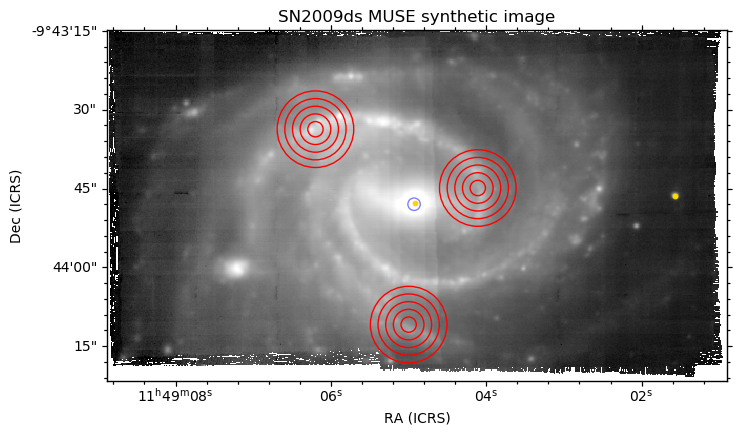 SN2009ds MUSE synthetic image
-9°43'15"
30"
45"
44'00"
15"
Dec (ICRS)
11ʰ49ᵐ08ˢ
06ˢ
04ˢ
02ˢ
RA (ICRS)